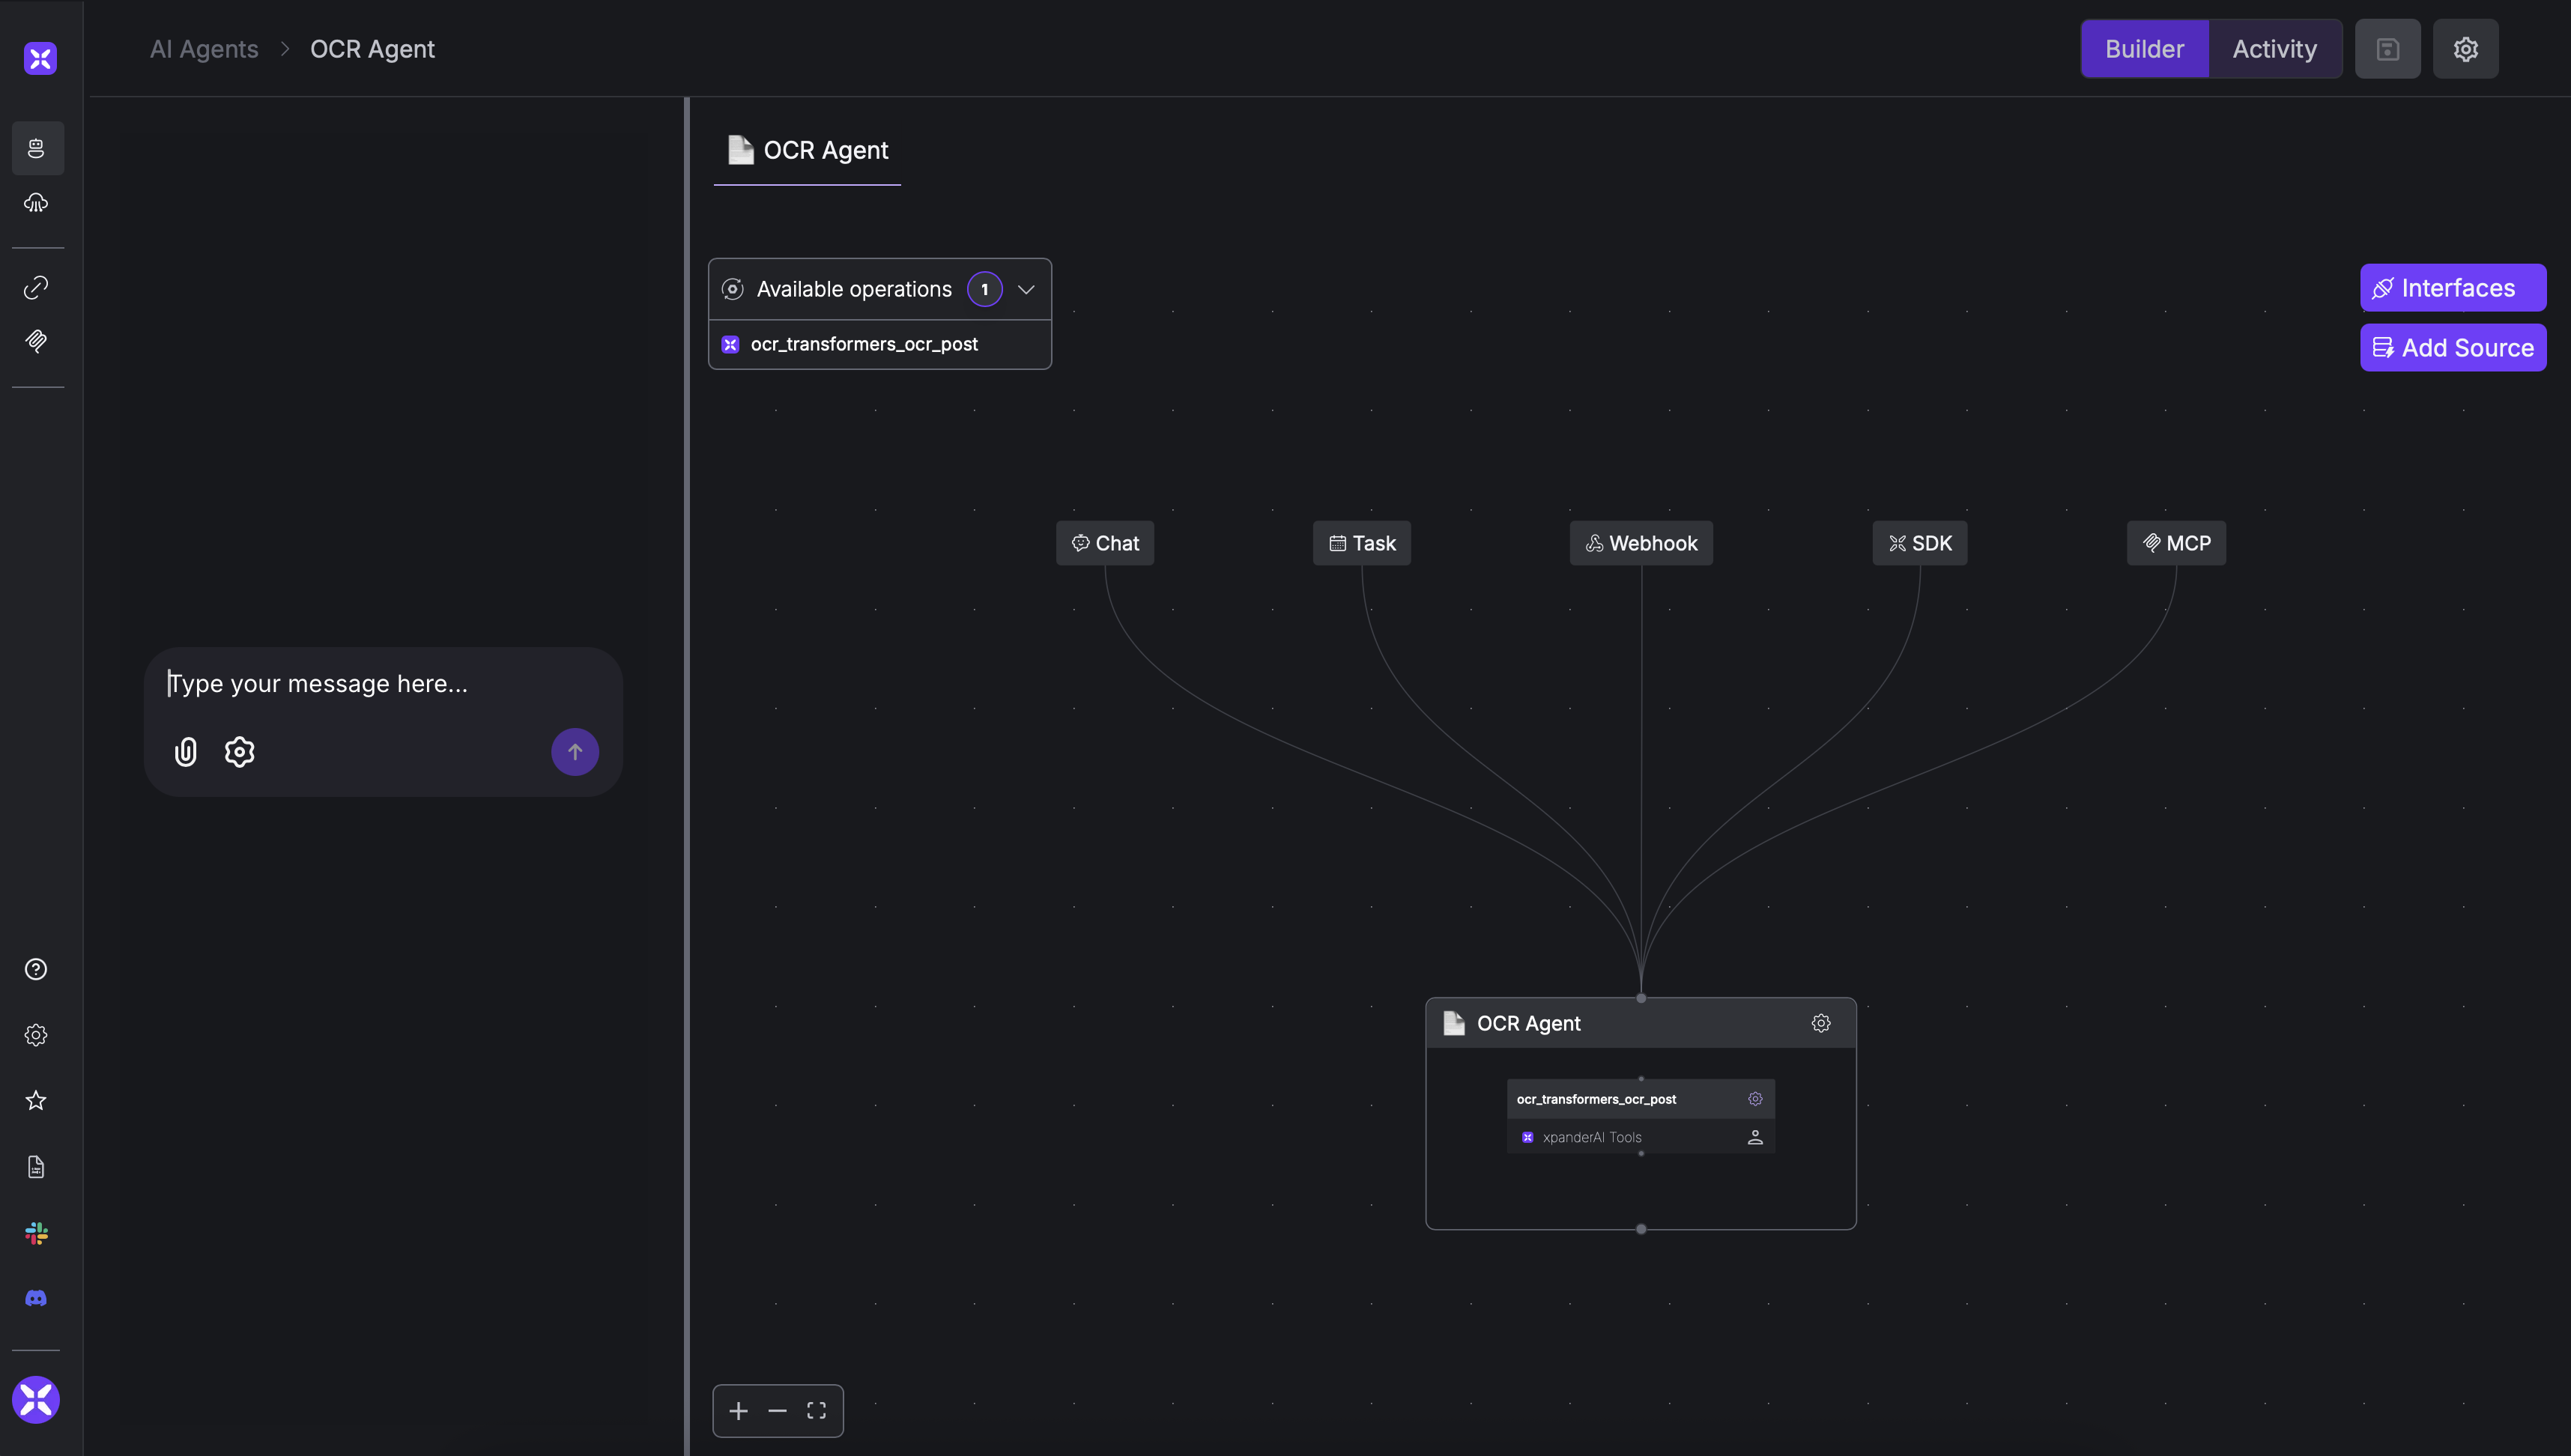 AI Agents > OCR Agent
Builder
Activity
OCR Agent
Available operations 1
ocr_transformers_ocr_post
Interfaces
Add Source
Chat
Task
Webhook
SDK
MCP
Type your message here...
OCR Agent
ocr_transformers_ocr_post
xpanderAI Tools